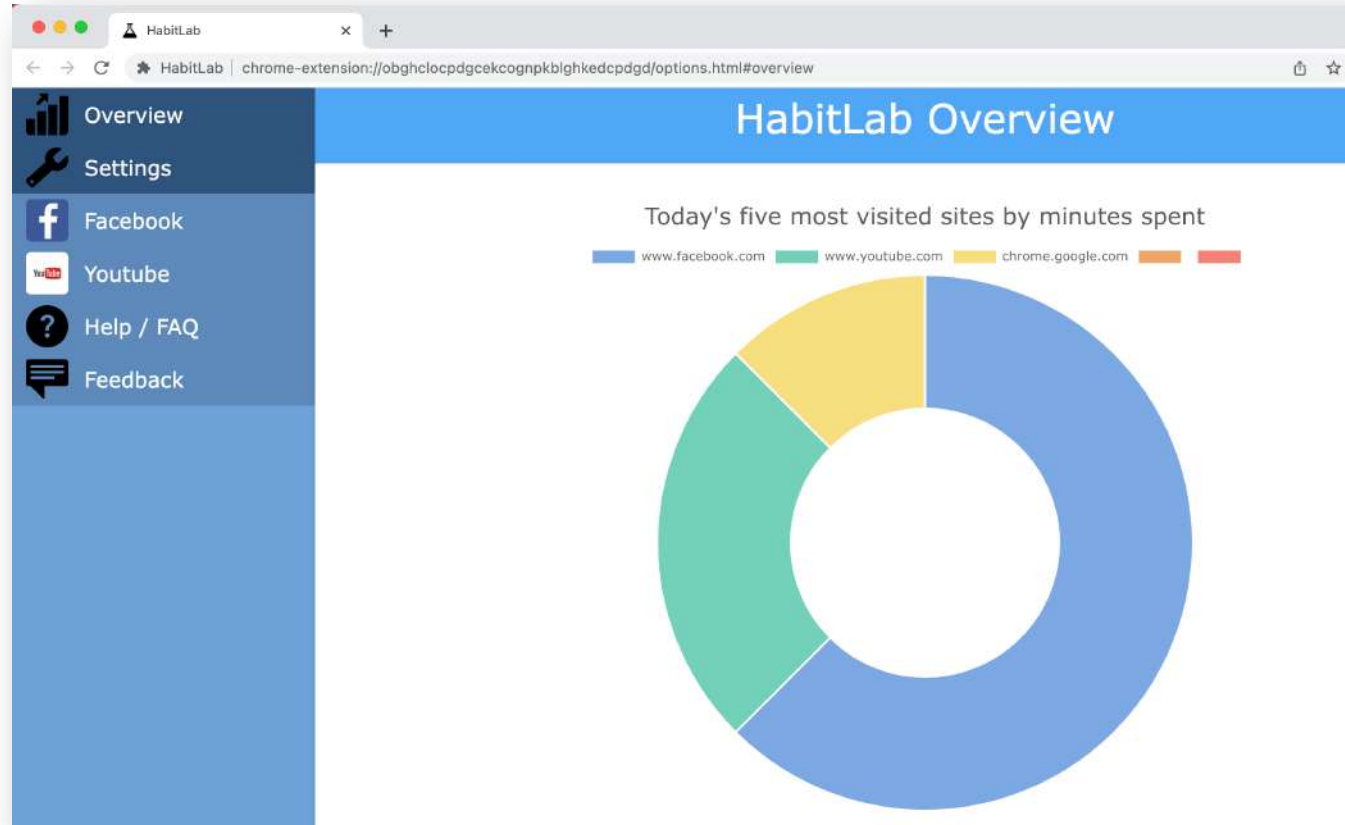 HabitLab
HabitLab | chrome-extension://obghclocpdgcekcognpkblghkedcpdgd/options.html#overview
Overview
Settings
Facebook
YouTube
Youtube
?
Help / FAQ
Feedback
HabitLab Overview
Today's five most visited sites by minutes spent
www.facebook.com www.youtube.com chrome.google.com